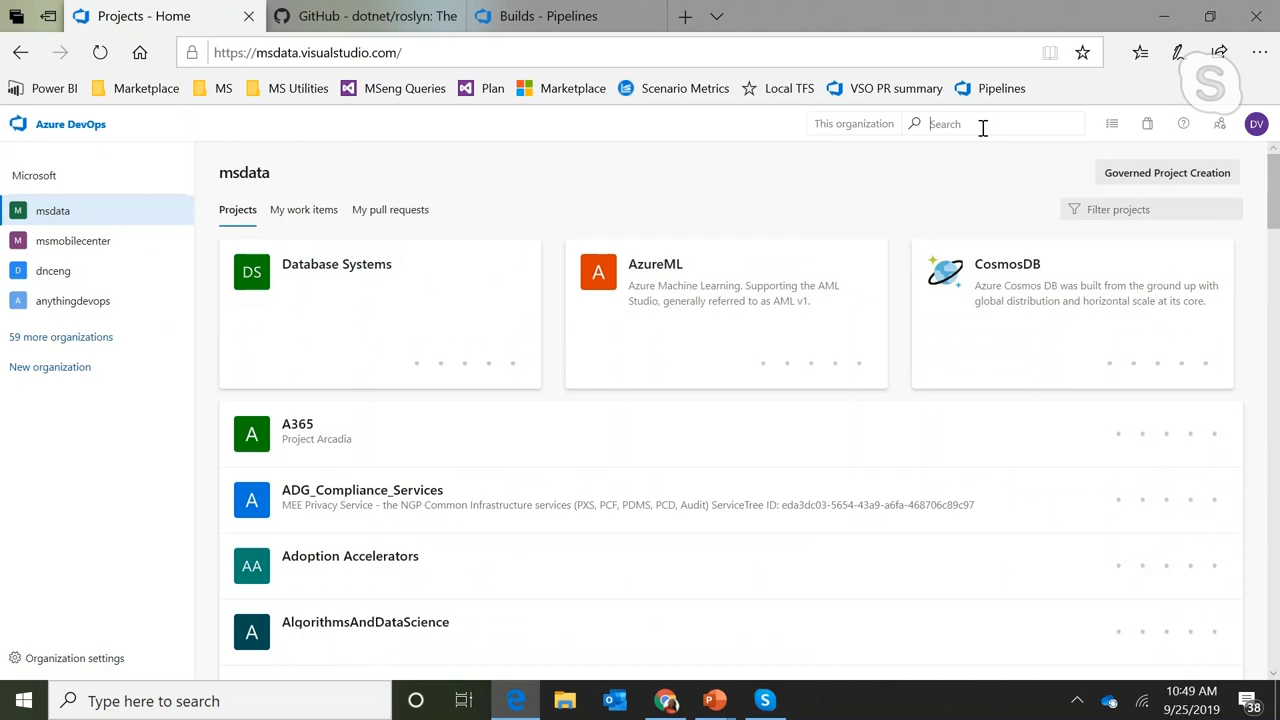 Projects - Home
GitHub - dotnet/roslyn: The
Builds - Pipelines
https://msdata.visualstudio.com/
Power BI
Marketplace
MS
MS Utilities
MSeng Queries
Plan
Marketplace
Scenario Metrics
Local TFS
VSO PR summary
Pipelines
S
Azure DevOps
This organization
Search
DV
Microsoft
M msdata
M msmobilecenter
D dnceng
A anythingdevops
59 more organizations
New organization
Organization settings
msdata
Governed Project Creation
Projects
My work items
My pull requests
Filter projects
DS Database Systems
A AzureML
Azure Machine Learning. Supporting the AML
Studio, generally referred to as AML v1.
CosmosDB
Azure Cosmos DB was built from the ground up with
global distribution and horizontal scale at its core.
A A365
Project Arcadia
A ADG_Compliance_Services
MEE Privacy Service - the NGP Common Infrastructure services (PXS, PCF, PDMS, PCD, Audit) ServiceTree ID: eda3dc03-5654-43a9-a6fa-468706c89c97
AA Adoption Accelerators
A AlgorithmsAndDataScience
Type here to search
10:49 AM
9/25/2019
38